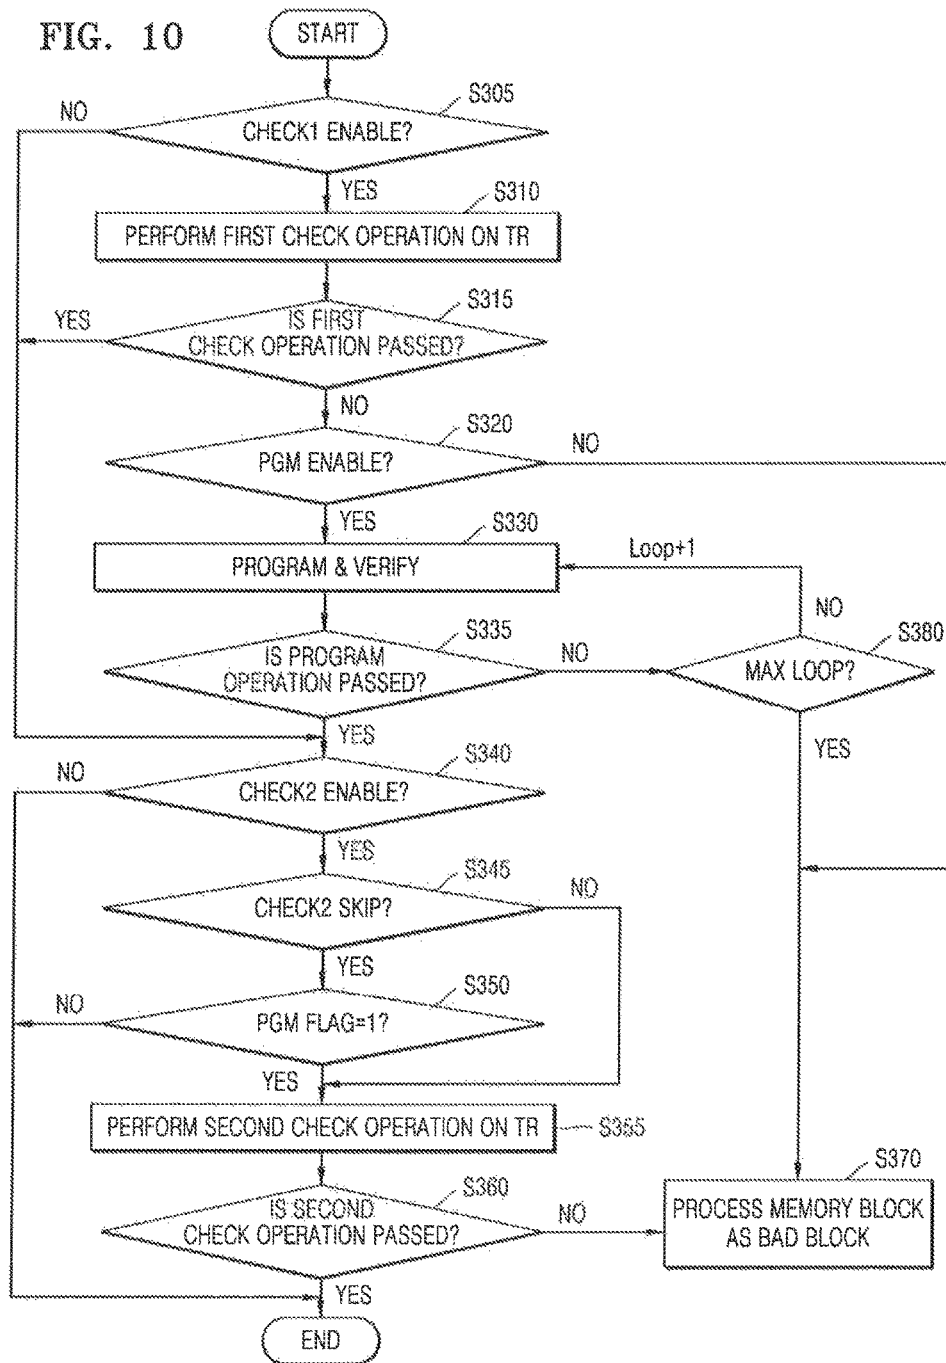 FIG. 10
START
S305
NO
CHECK1 ENABLE?
YES
S310
PERFORM FIRST CHECK OPERATION ON TR
S315
YES
IS FIRST
CHECK OPERATION PASSED?
NO
S320
PGM ENABLE?
NO
YES
S330
PROGRAM & VERIFY
Loop+1
NO
S335
S380
IS PROGRAM
OPERATION PASSED?
NO
MAX LOOP?
YES
YES
S340
NO
CHECK2 ENABLE?
YES
S345
CHECK2 SKIP?
NO
YES
S350
NO
PGM FLAG=1?
YES
PERFORM SECOND CHECK OPERATION ON TR
S355
S360
IS SECOND
CHECK OPERATION PASSED?
NO
S370
PROCESS MEMORY BLOCK
AS BAD BLOCK
YES
END